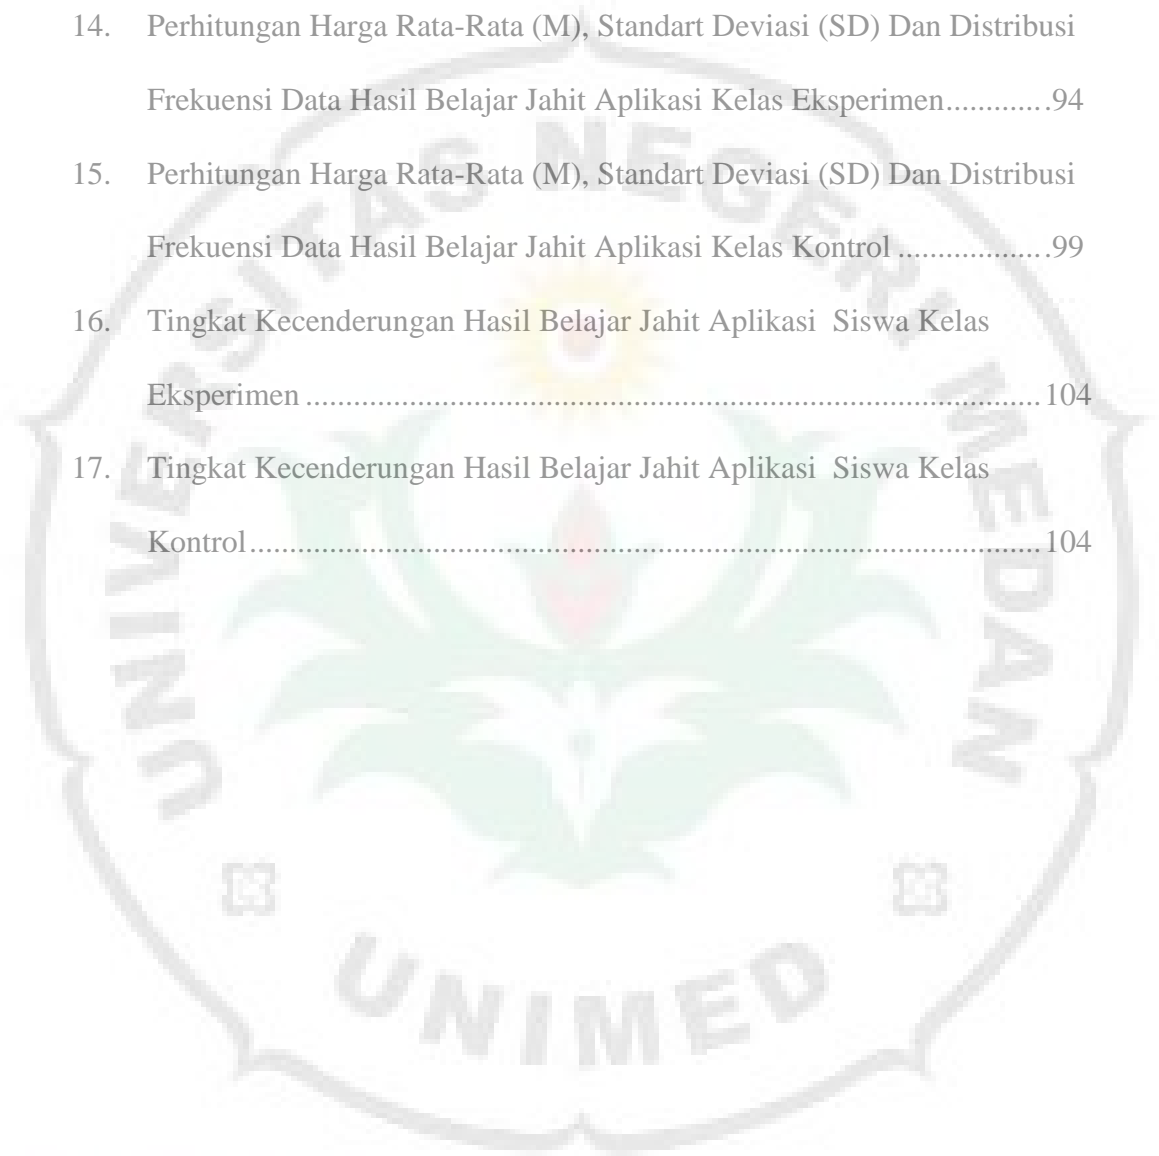 14. Perhitungan Harga Rata-Rata (M), Standart Deviasi (SD) Dan Distribusi
Frekuensi Data Hasil Belajar Jahit Aplikasi Kelas Eksperimen.............94
15. Perhitungan Harga Rata-Rata (M), Standart Deviasi (SD) Dan Distribusi
Frekuensi Data Hasil Belajar Jahit Aplikasi Kelas Kontrol ...................99
16. Tingkat Kecenderungan Hasil Belajar Jahit Aplikasi  Siswa Kelas
Eksperimen ............................................................................................104
17. Tingkat Kecenderungan Hasil Belajar Jahit Aplikasi  Siswa Kelas
Kontrol...................................................................................................104
UNIVERSITAS NEGERI MEDAN
UNIMED